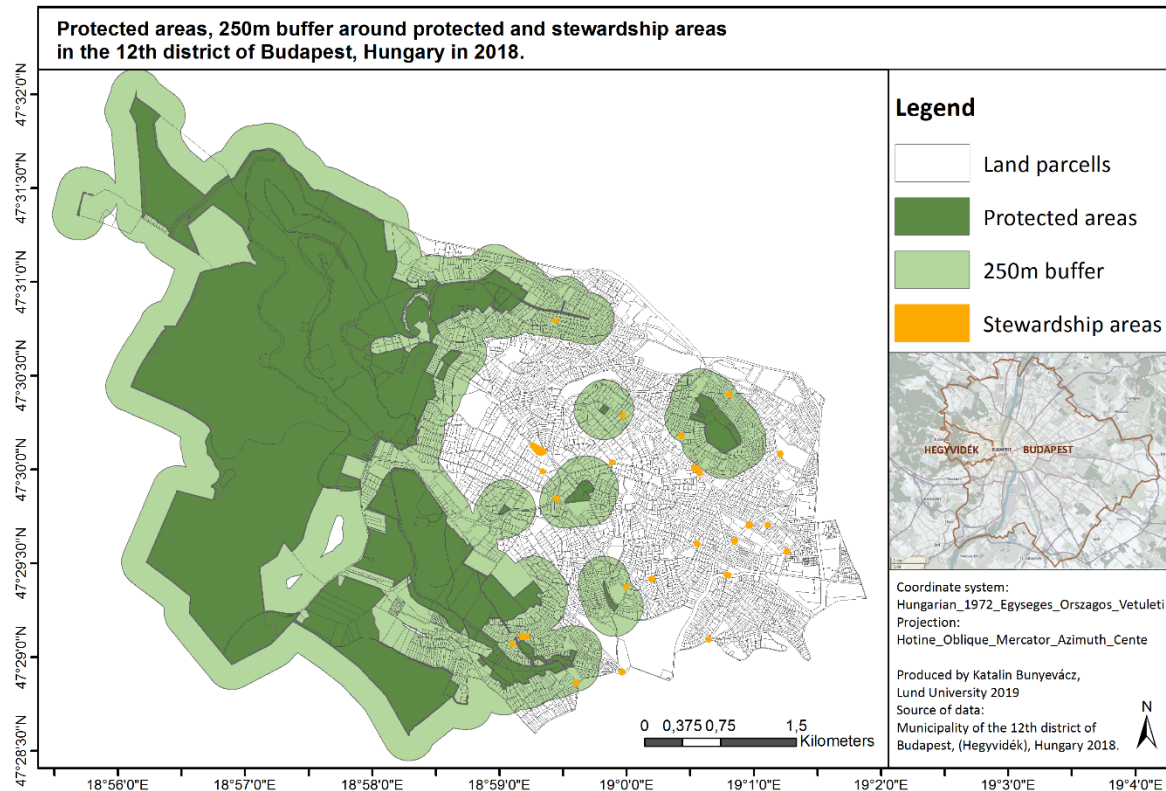 Protected areas, 250m buffer around protected and stewardship areas
in the 12th district of Budapest, Hungary in 2018.
47°32'0"N
47°31'30"N
47°31'0"N
47°30'30"N
47°30'0"N
47°29'30"N
47°29'0"N
47°28'30"N
Legend
Land parcells
Protected areas
250m buffer
Stewardship areas
HEGYVIDÉK
BUDAPEST
BUDAPEST
Coordinate system:
Hungarian_1972_Egyseges_Orszagos_Vetuleti
Projection:
Hotine_Oblique_Mercator_Azimuth_Cente
Produced by Katalin Bunyevácz,
Lund University 2019
Source of data:
Municipality of the 12th district of
Budapest, (Hegyvidék), Hungary 2018.
N
0 0,375 0,75 1,5
Kilometers
18°56'0"E 18°57'0"E 18°58'0"E 18°59'0"E 19°0'0"E 19°1'0"E 19°2'0"E 19°3'0"E 19°4'0"E